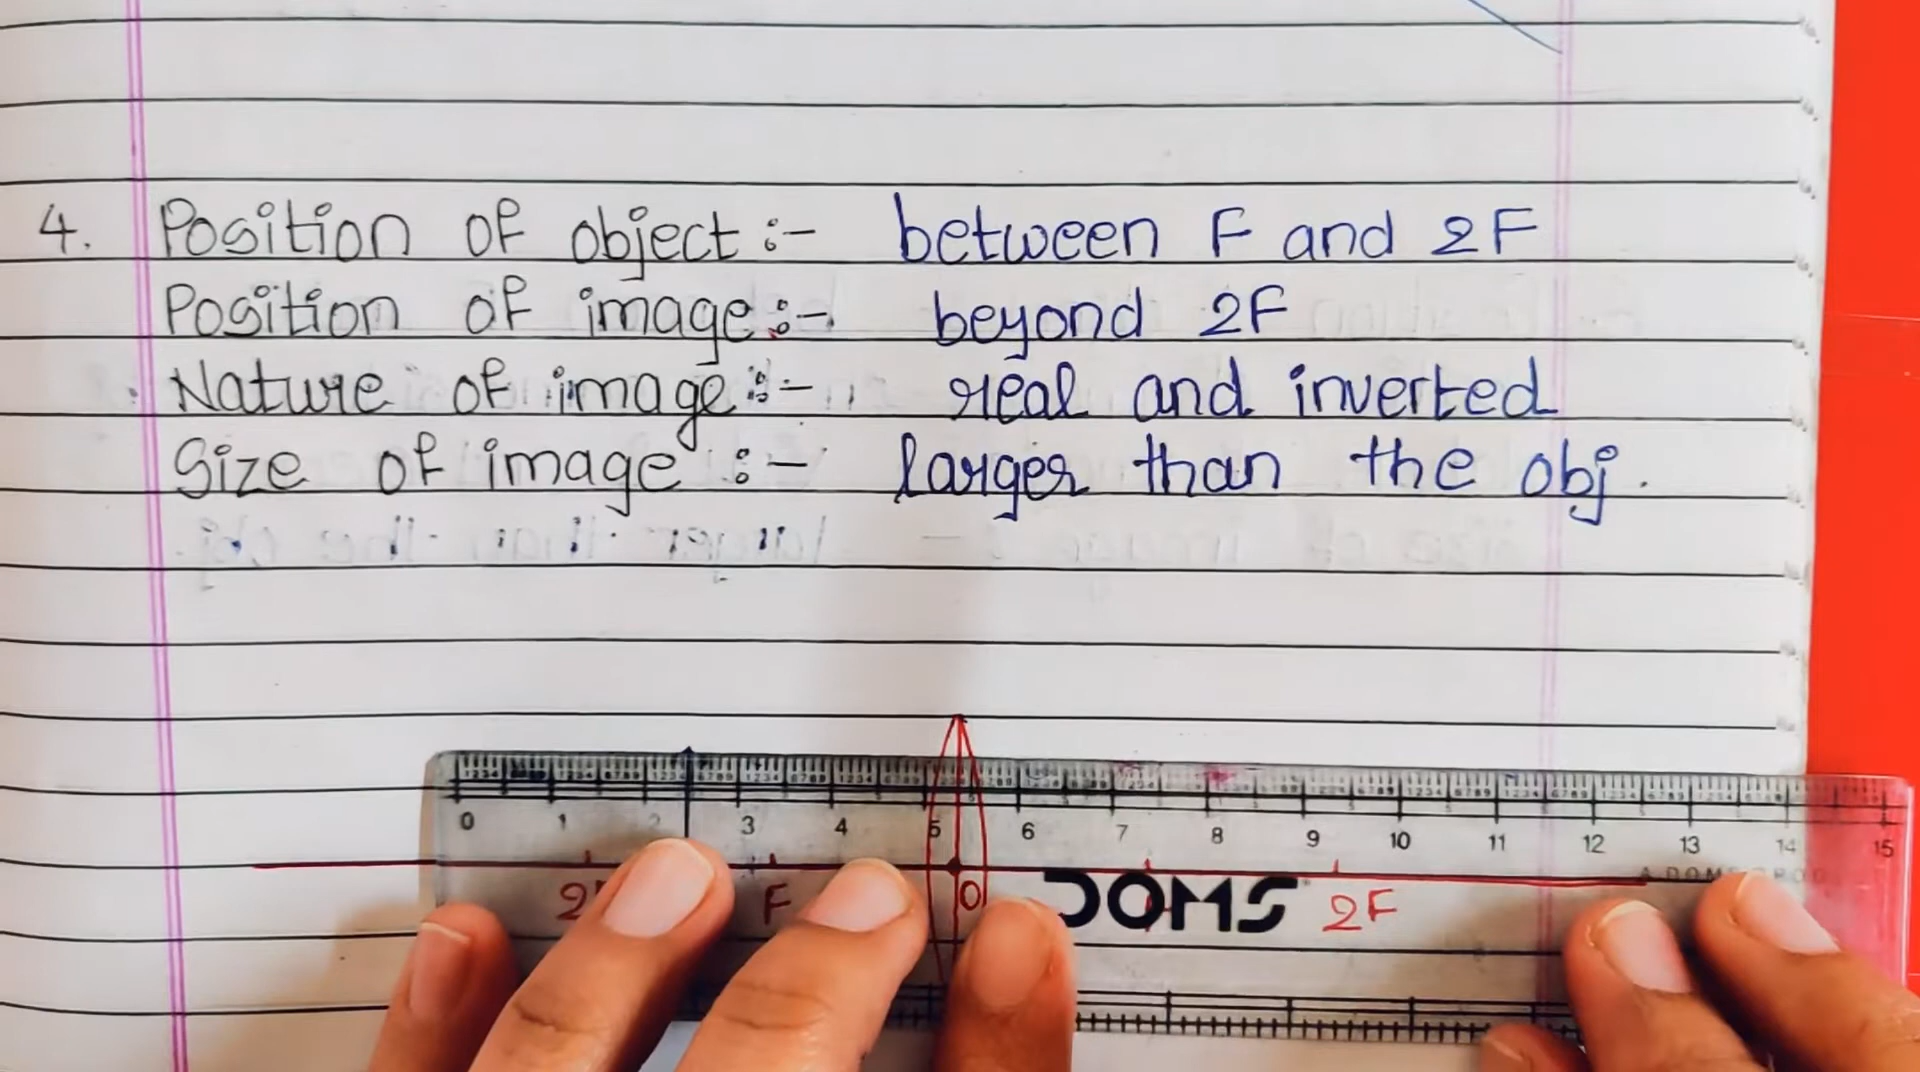 4. Position of object :- between F and 2F
Position of image :- beyond 2F
Nature of image :- real and inverted
Size of image :- larger than the obj.
0 1 2 3 4 5 6 7 8 9 10 11 12 13 14 15
F O DOMS 2F